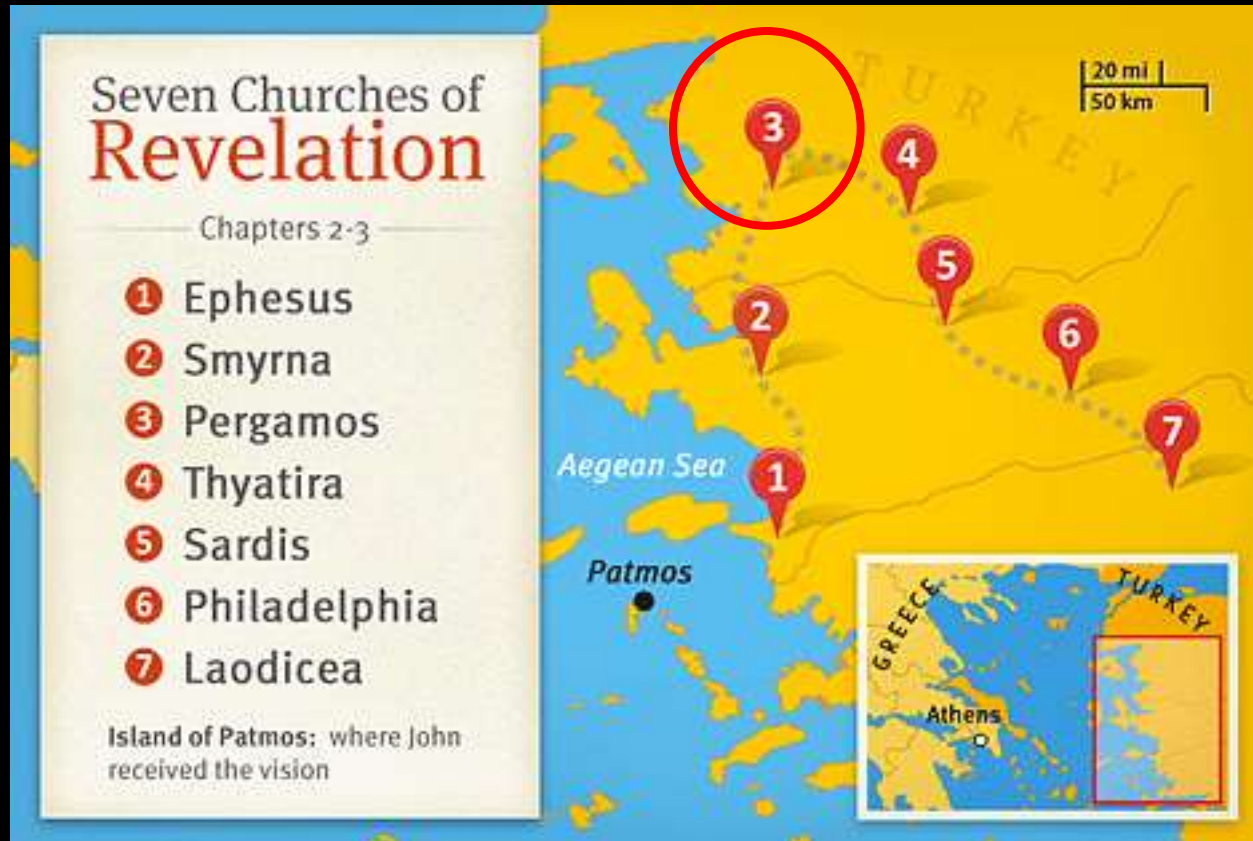 Seven Churches of
Revelation
Chapters 2-3
1 Ephesus
2 Smyrna
3 Pergamos
4 Thyatira
5 Sardis
6 Philadelphia
7 Laodicea
Island of Patmos: where John
received the vision
TURKEY
20 mi
50 km
3
4
5
2
6
7
1
Aegean Sea
Patmos
GREECE
TURKEY
Athens